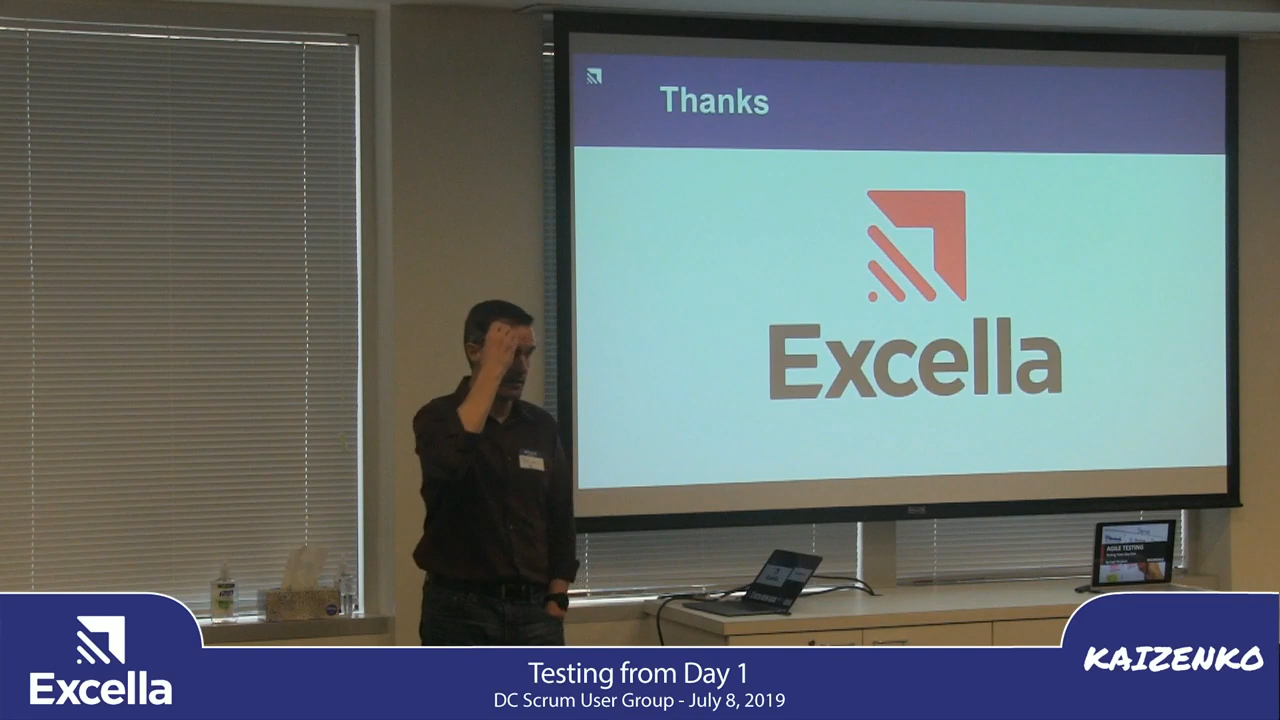 Thanks
Excella
AGILE TESTING
Excella
Testing from Day 1
DC Scrum User Group - July 8, 2019
KAIZENKO